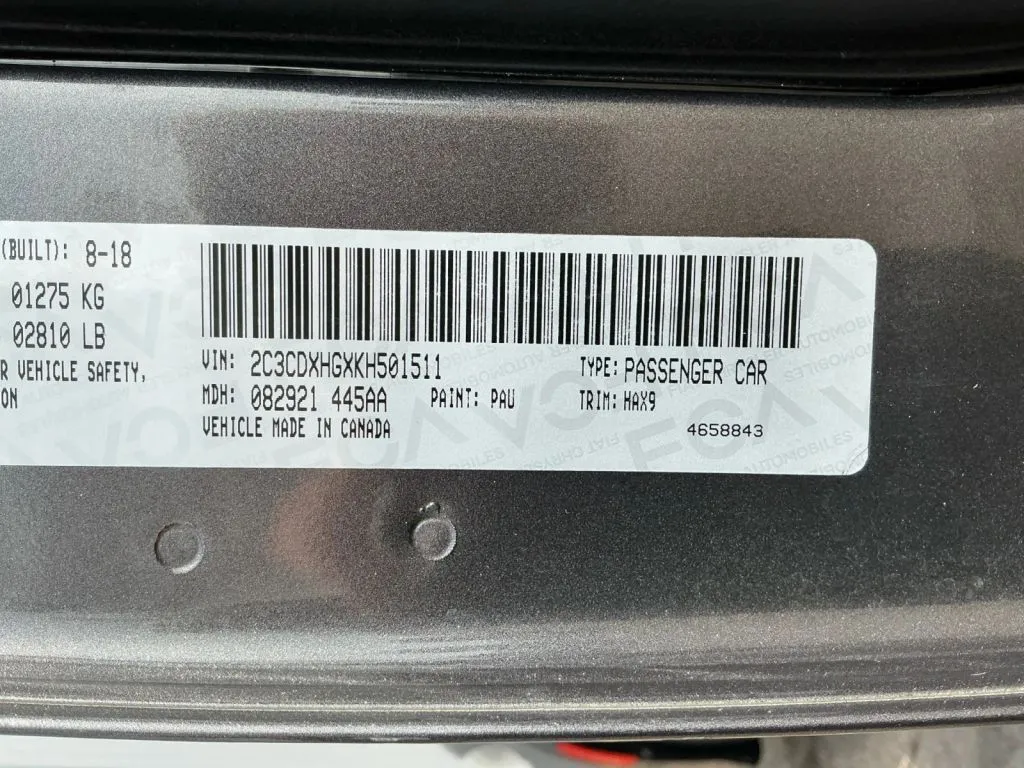 (BUILT): 8-18
01275 KG
02810 LB
R VEHICLE SAFETY,
ON
VIN: 2C3CDXHGXKH501511 TYPE: PASSENGER CAR
MDH: 082921 445AA PAINT: PAU TRIM: HAX9
VEHICLE MADE IN CANADA 4658843